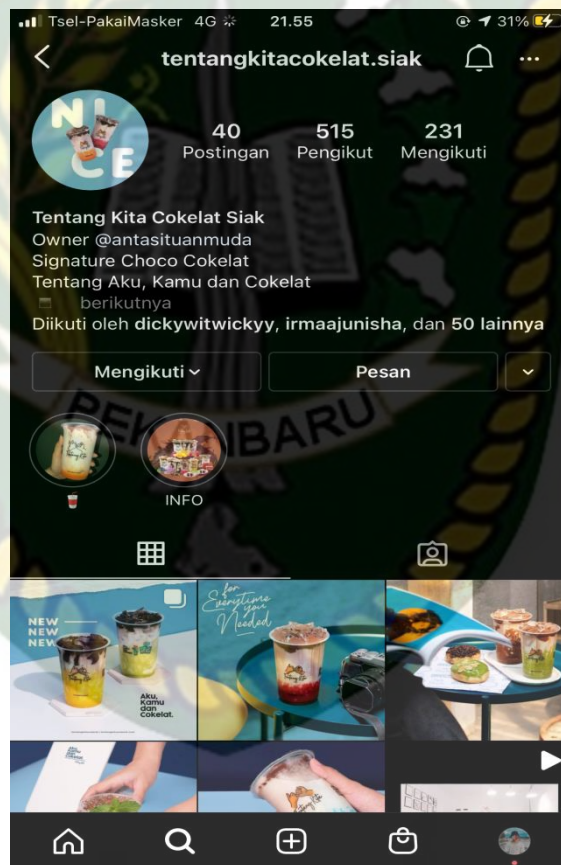 Tsel-PakaiMasker 4G 21.55 31%
tentangkitacokelat.siak
NI
CE
40 515 231
Postingan Pengikut Mengikuti
Tentang Kita Cokelat Siak
Owner @antasituanmuda
Signature Choco Cokelat
Tentang Aku, Kamu dan Cokelat
berikutnya
Diikuti oleh dickywitwickyy, irmaajunisha, dan 50 lainnya
Mengikuti Pesan
PEKANBARU
INFO
NEW
NEW
NEW
Aku,
Kamu
dan
Cokelat.
for
Everytime
you
Needed